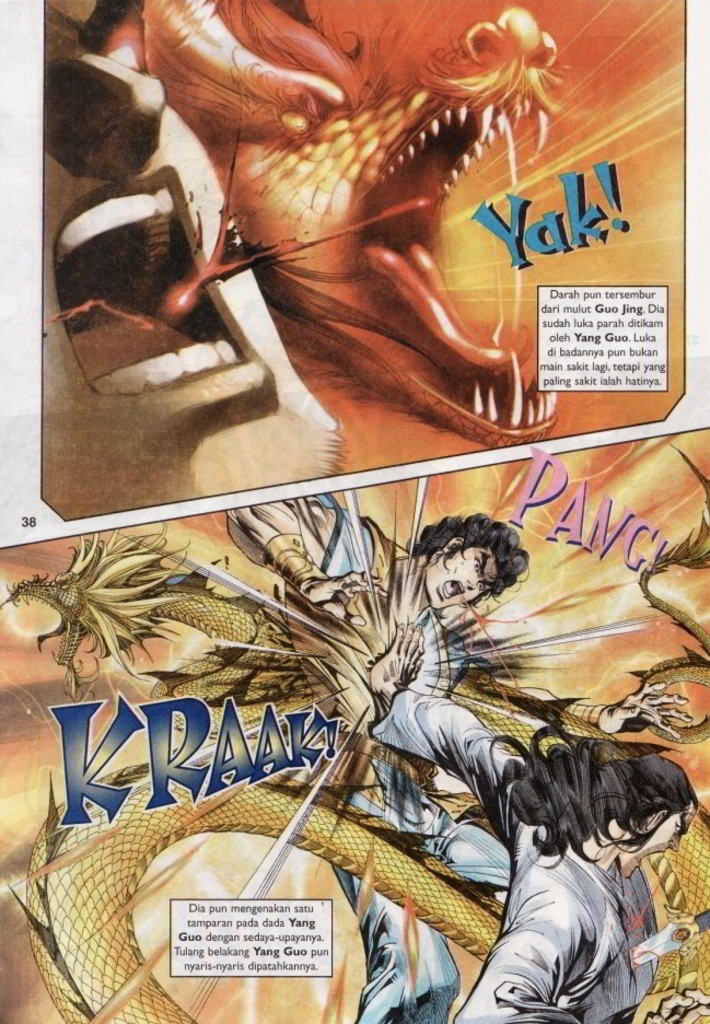 Yak!
Darah pun tersembur
dari mulut Guo Jing. Dia
sudah luka parah ditikam
oleh Yang Guo. Luka
di badannya pun bukan
main sakit lagi, tetapi yang
paling sakit ialah hatinya.
38
PANG!
KRAAK!
Dia pun mengenakan satu
tamparan pada dada Yang
Guo dengan sedaya-upayanya.
Tulang belakang Yang Guo pun
nyaris-nyaris dipatahkannya.